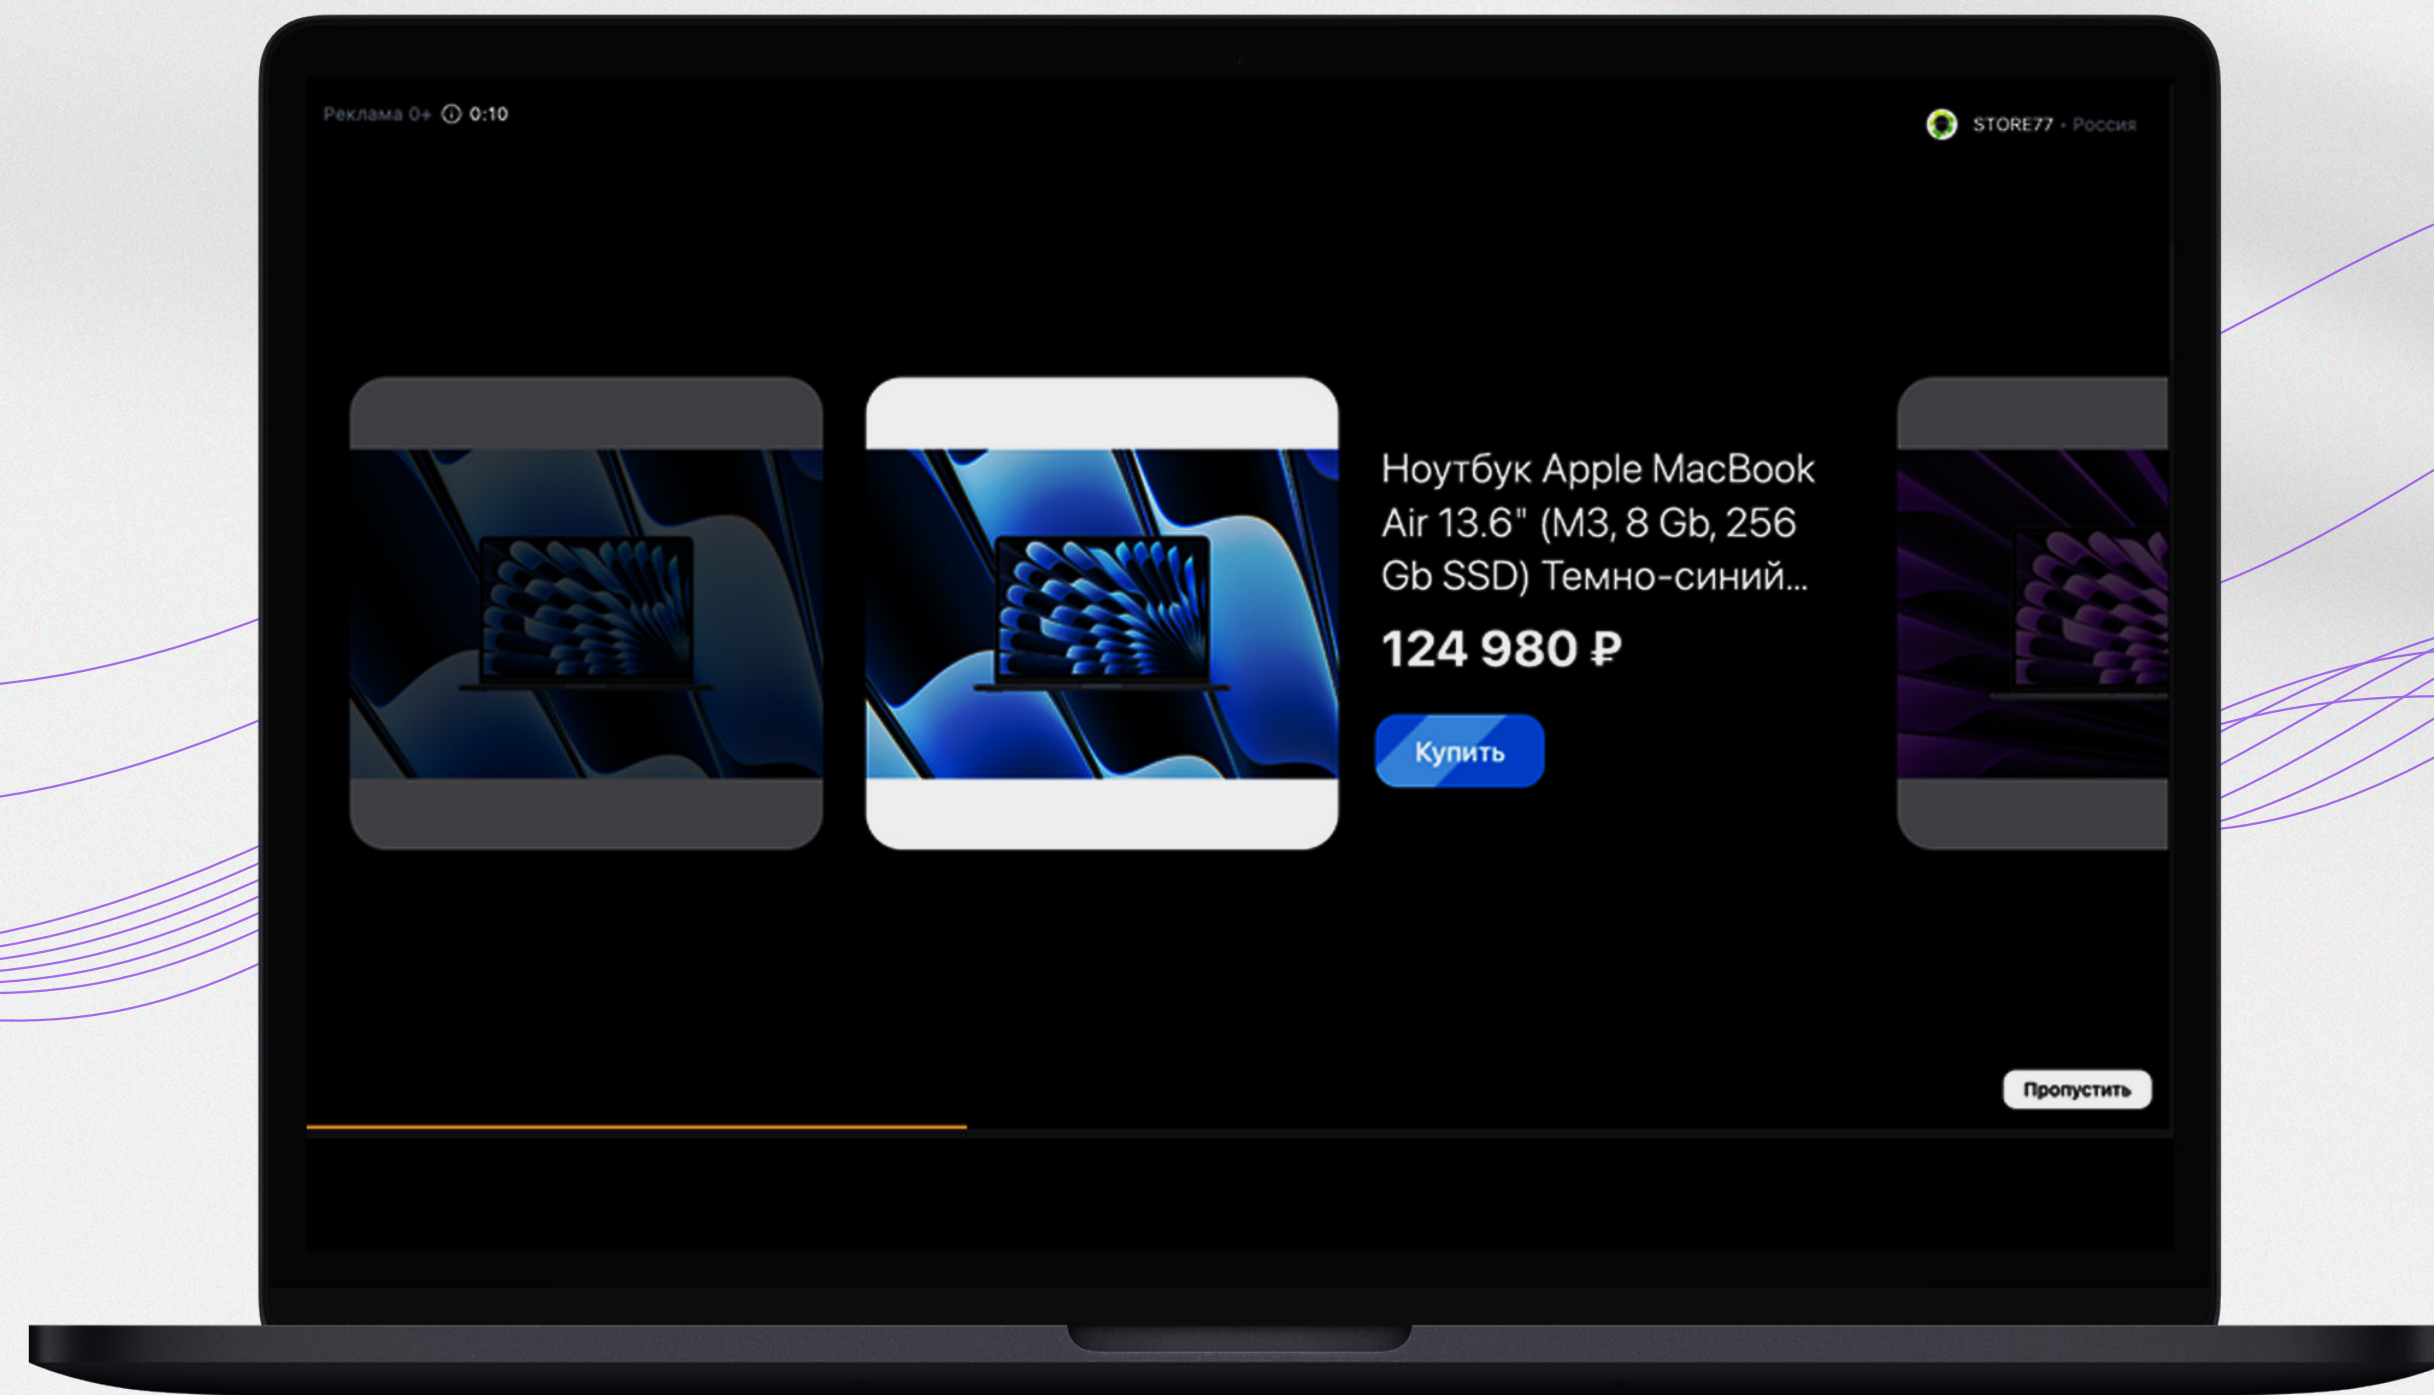 Реклама 0+ 0:10
STORE77 • Россия
Ноутбук Apple MacBook
Air 13.6" (M3, 8 Gb, 256
Gb SSD) Темно-синий...
124 980 ₽
Купить
Пропустить